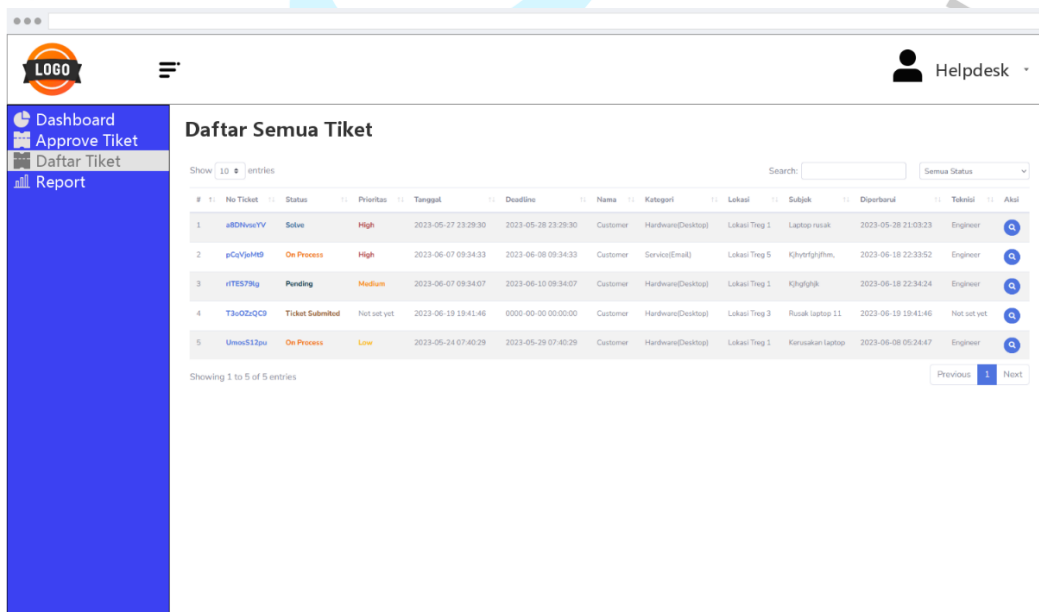 LOGO
Helpdesk
Dashboard
Approve Tiket
Daftar Tiket
Report
Daftar Semua Tiket
Show 10 entries Search: Semua Status
# No Ticket Status Prioritas Tanggal Deadline Nama Kategori Lokasi Subjek Diperbarui Teknisi Aksi
1 a8DNvseYV Solve High 2023-05-27 23:29:30 2023-05-28 23:29:30 Customer Hardware(Desktop) Lokasi Treg 1 Laptop rusak 2023-05-28 21:03:23 Engineer
2 pCqVjoMt9 On Process High 2023-06-07 09:34:33 2023-06-08 09:34:33 Customer Service(Email) Lokasi Treg 5 2023-06-18 22:33:52 Engineer
3 Pending Medium 2023-06-07 09:34:07 2023-06-10 09:34:07 Customer Hardware(Desktop) Lokasi Treg 1 2023-06-18 22:34:24 Engineer
4 T3oOZzQC9 Ticket Submited Not set yet 2023-06-19 19:41:46 0000-00-00 00:00:00 Customer Hardware(Desktop) Lokasi Treg 3 Rusak laptop 11 2023-06-19 19:41:46 Not set yet
5 UmosS12pu On Process Low 2023-05-24 07:40:29 2023-05-29 07:40:29 Customer Hardware(Desktop) Lokasi Treg 1 Kerusakan laptop 2023-06-08 05:24:47 Engineer
Showing 1 to 5 of 5 entries
Previous 1 Next